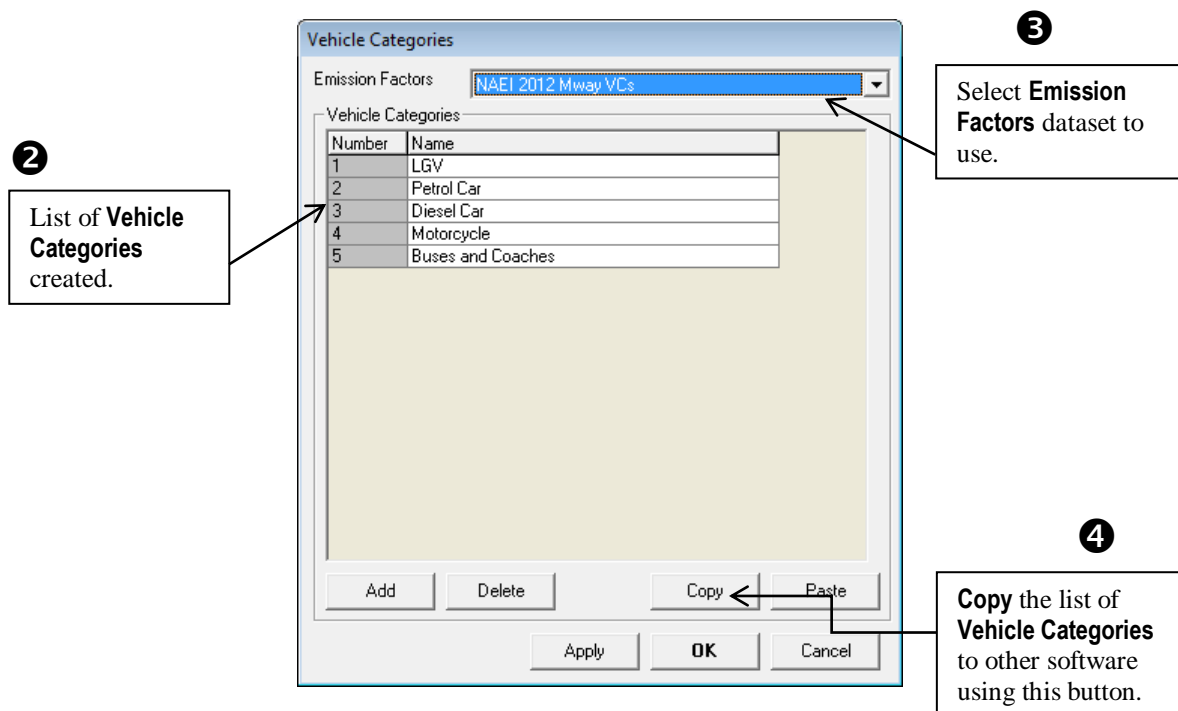 ❸
Vehicle Categories
Emission Factors NAEI 2012 Mway VCs
Select Emission
Factors dataset to
use.
Vehicle Categories
Number Name
1 LGV
2 Petrol Car
3 Diesel Car
4 Motorcycle
5 Buses and Coaches
❷
List of Vehicle
Categories
created.
❹
Add Delete Copy Paste
Copy the list of
Vehicle Categories
to other software
using this button.
Apply OK Cancel